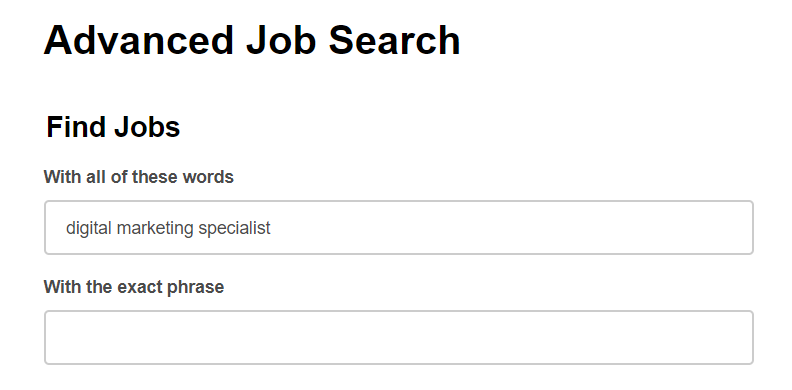 Advanced Job Search
Find Jobs
With all of these words
digital marketing specialist
With the exact phrase